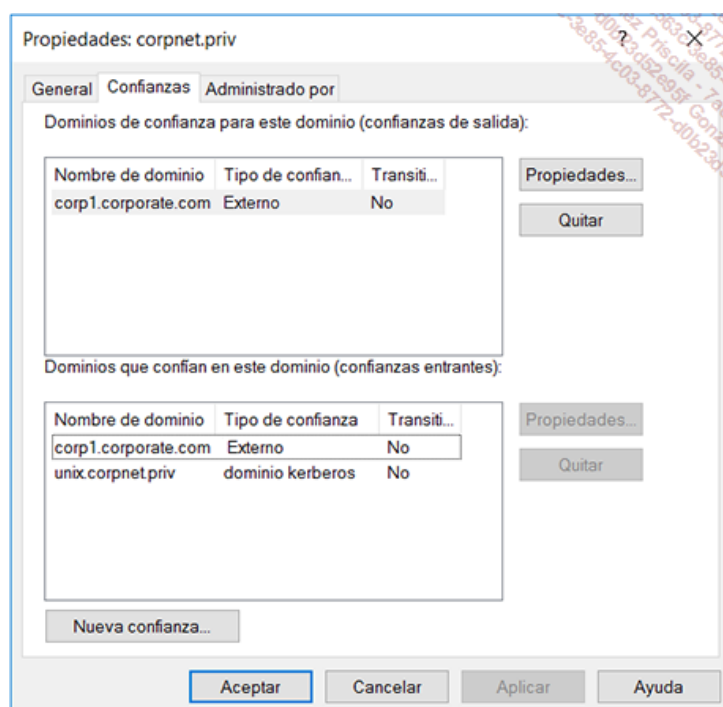 Propiedades: corpnet.priv ? X
General Confianzas Administrado por
Dominios de confianza para este dominio (confianzas de salida):
Nombre de dominio Tipo de confian... Transiti...
corp1.corporate.com Externo No
Propiedades...
Quitar
Dominios que confían en este dominio (confianzas entrantes):
Nombre de dominio Tipo de confianza Transiti...
corp1.corporate.com Externo No
unix.corpnet.priv dominio kerberos No
Propiedades...
Quitar
Nueva confianza...
Aceptar Cancelar Aplicar Ayuda